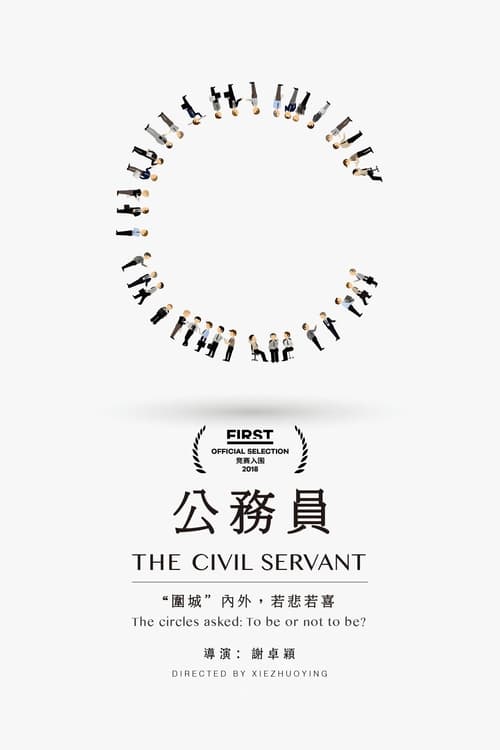 FIRST
OFFICIAL SELECTION
竞赛入围
2018
公務員
THE CIVIL SERVANT
“圍城”內外，若悲若喜
The circles asked: To be or not to be?
導演：謝卓穎
DIRECTED BY XIEZHUOYING